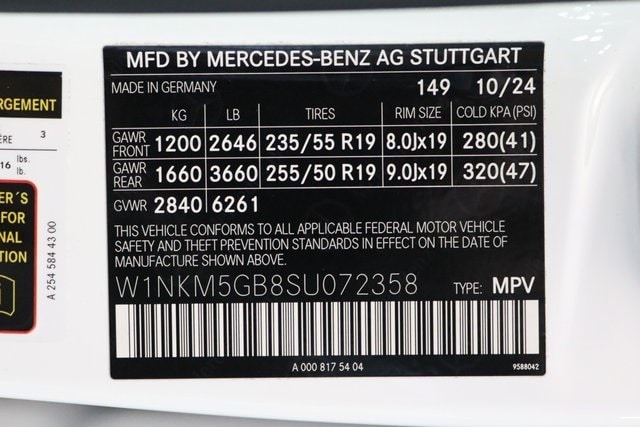 MFD BY MERCEDES-BENZ AG STUTTGART
MADE IN GERMANY 149 10/24
KG LB TIRES RIM SIZE COLD KPA (PSI)
GAWR FRONT 1200 2646 235/55 R19 8.0Jx19 280(41)
GAWR REAR 1660 3660 255/50 R19 9.0Jx19 320(47)
GVWR 2840 6261
THIS VEHICLE CONFORMS TO ALL APPLICABLE FEDERAL MOTOR VEHICLE
SAFETY AND THEFT PREVENTION STANDARDS IN EFFECT ON THE DATE OF
MANUFACTURE SHOWN ABOVE.
W1NKM5GB8SU072358 TYPE: MPV
A 000 817 54 04 9588042
RGEMENT
ÈRE 3
16 lbs.
lb.
ER'S
FOR
NAL
TION
A 254 584 43 00